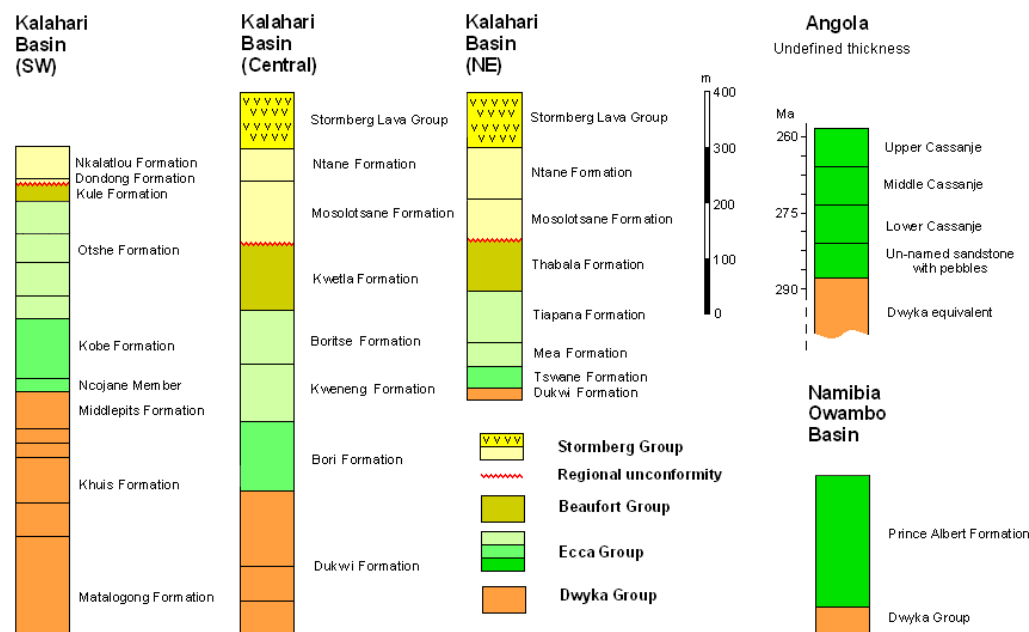 Kalahari
Basin
(SW)
Nkalatlou Formation
Dondong Formation
Kule Formation
Otshe Formation
Kobe Formation
Ncojane Member
Middlepits Formation
Khuis Formation
Matalogong Formation
Kalahari
Basin
(Central)
Stormberg Lava Group
Ntane Formation
Mosolotsane Formation
Kwetla Formation
Boritse Formation
Kweneng Formation
Bori Formation
Dukwi Formation
Kalahari
Basin
(NE)
Stormberg Lava Group
Ntane Formation
Mosolotsane Formation
Thabala Formation
Tlapana Formation
Mea Formation
Tswane Formation
Dukwi Formation
m
400
300
200
100
0
Stormberg Group
Regional unconformity
Beaufort Group
Ecca Group
Dwyka Group
Angola
Undefined thickness
Ma
260
275
290
Upper Cassanje
Middle Cassanje
Lower Cassanje
Un-named sandstone
with pebbles
Dwyka equivalent
Namibia
Owambo
Basin
Prince Albert Formation
Dwyka Group